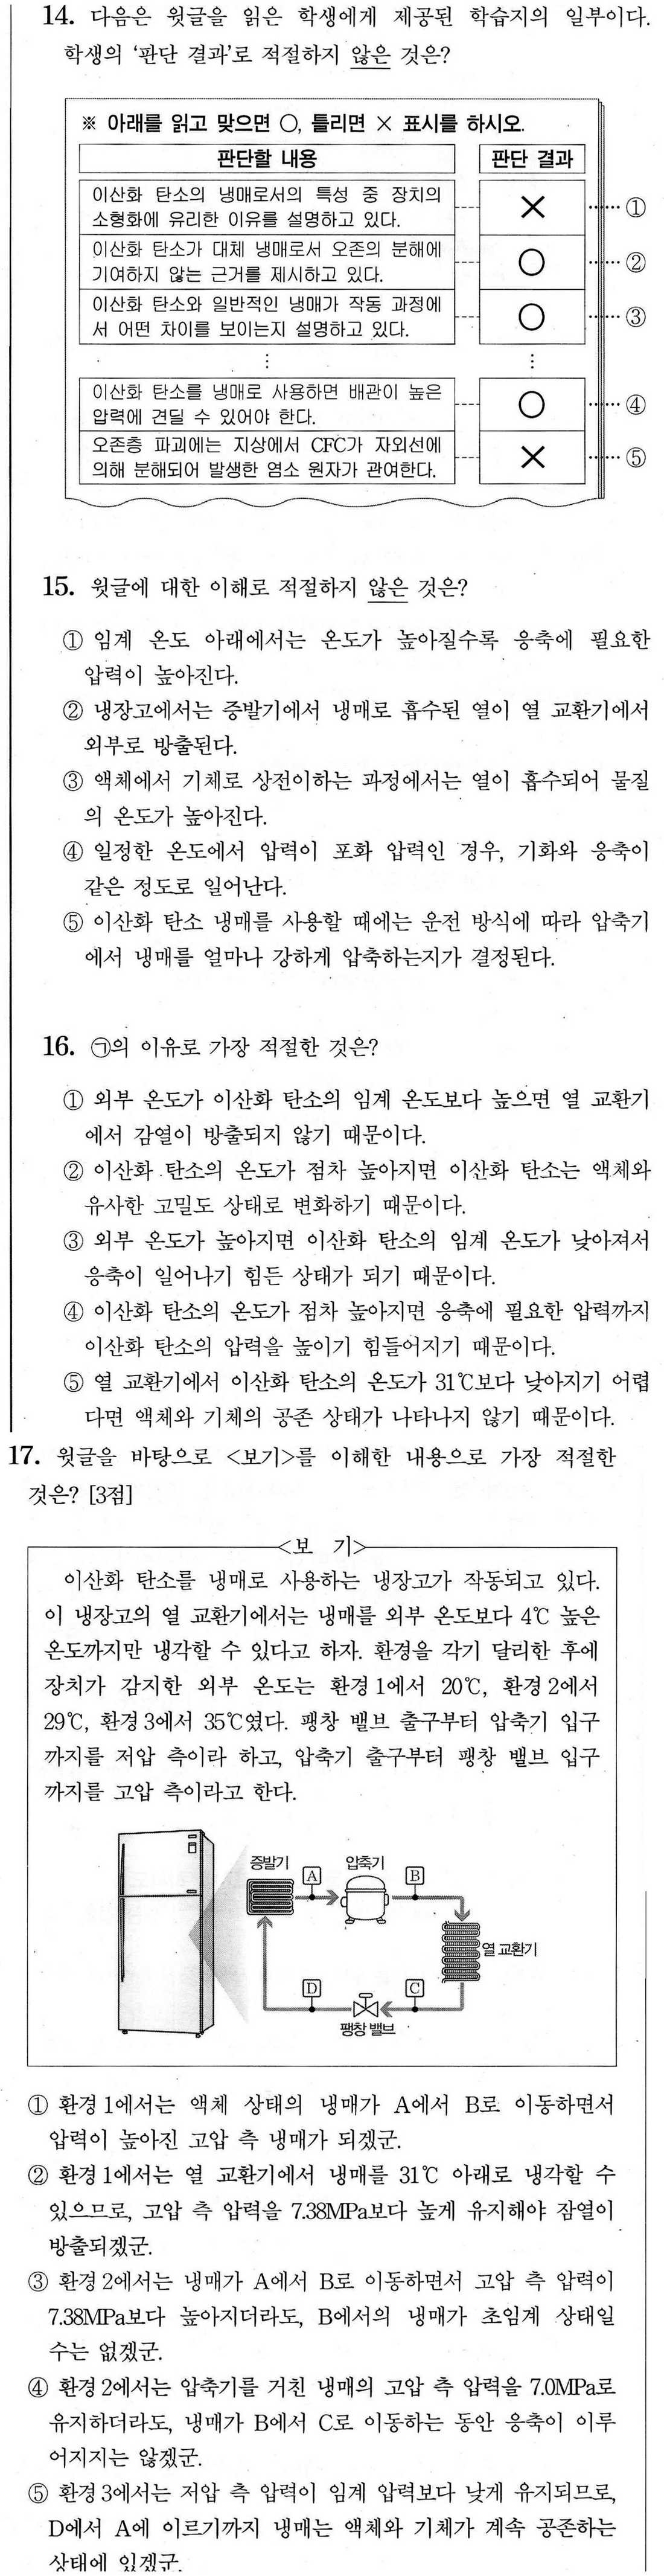 14. 다음은 윗글을 읽은 학생에게 제공된 학습지의 일부이다.
학생의 '판단 결과'로 적절하지 않은 것은?
※ 아래를 읽고 맞으면 ○, 틀리면 × 표시를 하시오.
판단할 내용 판단 결과
이산화 탄소의 냉매로서의 특성 중 장치의
소형화에 유리한 이유를 설명하고 있다. × ······ ①
이산화 탄소가 대체 냉매로서 오존의 분해에
기여하지 않는 근거를 제시하고 있다. ○ ······ ②
이산화 탄소와 일반적인 냉매가 작동 과정에
서 어떤 차이를 보이는지 설명하고 있다. ○ ······ ③
⋮ ⋮
이산화 탄소를 냉매로 사용하면 배관이 높은
압력에 견딜 수 있어야 한다. ○ ······ ④
오존층 파괴에는 지상에서 CFC가 자외선에
의해 분해되어 발생한 염소 원자가 관여한다. × ······ ⑤
15. 윗글에 대한 이해로 적절하지 않은 것은?
① 임계 온도 아래에서는 온도가 높아질수록 응축에 필요한
압력이 높아진다.
② 냉장고에서는 증발기에서 냉매로 흡수된 열이 열 교환기에서
외부로 방출된다.
③ 액체에서 기체로 상전이하는 과정에서는 열이 흡수되어 물질
의 온도가 높아진다.
④ 일정한 온도에서 압력이 포화 압력인 경우, 기화와 응축이
같은 정도로 일어난다.
⑤ 이산화 탄소 냉매를 사용할 때에는 운전 방식에 따라 압축기
에서 냉매를 얼마나 강하게 압축하는지가 결정된다.
16. ㉠의 이유로 가장 적절한 것은?
① 외부 온도가 이산화 탄소의 임계 온도보다 높으면 열 교환기
에서 감열이 방출되지 않기 때문이다.
② 이산화 탄소의 온도가 점차 높아지면 이산화 탄소는 액체와
유사한 고밀도 상태로 변화하기 때문이다.
③ 외부 온도가 높아지면 이산화 탄소의 임계 온도가 낮아져서
응축이 일어나기 힘든 상태가 되기 때문이다.
④ 이산화 탄소의 온도가 점차 높아지면 응축에 필요한 압력까지
이산화 탄소의 압력을 높이기 힘들어지기 때문이다.
⑤ 열 교환기에서 이산화 탄소의 온도가 31℃보다 낮아지기 어렵
다면 액체와 기체의 공존 상태가 나타나지 않기 때문이다.
17. 윗글을 바탕으로 <보기>를 이해한 내용으로 가장 적절한
것은? [3점]
<보 기>
이산화 탄소를 냉매로 사용하는 냉장고가 작동되고 있다.
이 냉장고의 열 교환기에서는 냉매를 외부 온도보다 4℃ 높은
온도까지만 냉각할 수 있다고 하자. 환경을 각기 달리한 후에
장치가 감지한 외부 온도는 환경 1에서 20℃, 환경 2에서
29℃, 환경 3에서 35℃였다. 팽창 밸브 출구부터 압축기 입구
까지를 저압 측이라 하고, 압축기 출구부터 팽창 밸브 입구
까지를 고압 측이라고 한다.
증발기 A 압축기 B
열 교환기
D C
팽창 밸브
① 환경 1에서는 액체 상태의 냉매가 A에서 B로 이동하면서
압력이 높아진 고압 측 냉매가 되겠군.
② 환경 1에서는 열 교환기에서 냉매를 31℃ 아래로 냉각할 수
있으므로, 고압 측 압력을 7.38MPa보다 높게 유지해야 잠열이
방출되겠군.
③ 환경 2에서는 냉매가 A에서 B로 이동하면서 고압 측 압력이
7.38MPa보다 높아지더라도, B에서의 냉매가 초임계 상태일
수는 없겠군.
④ 환경 2에서는 압축기를 거친 냉매의 고압 측 압력을 7.0MPa로
유지하더라도, 냉매가 B에서 C로 이동하는 동안 응축이 이루
어지지는 않겠군.
⑤ 환경 3에서는 저압 측 압력이 임계 압력보다 낮게 유지되므로,
D에서 A에 이르기까지 냉매는 액체와 기체가 계속 공존하는
상태에 있겠군.